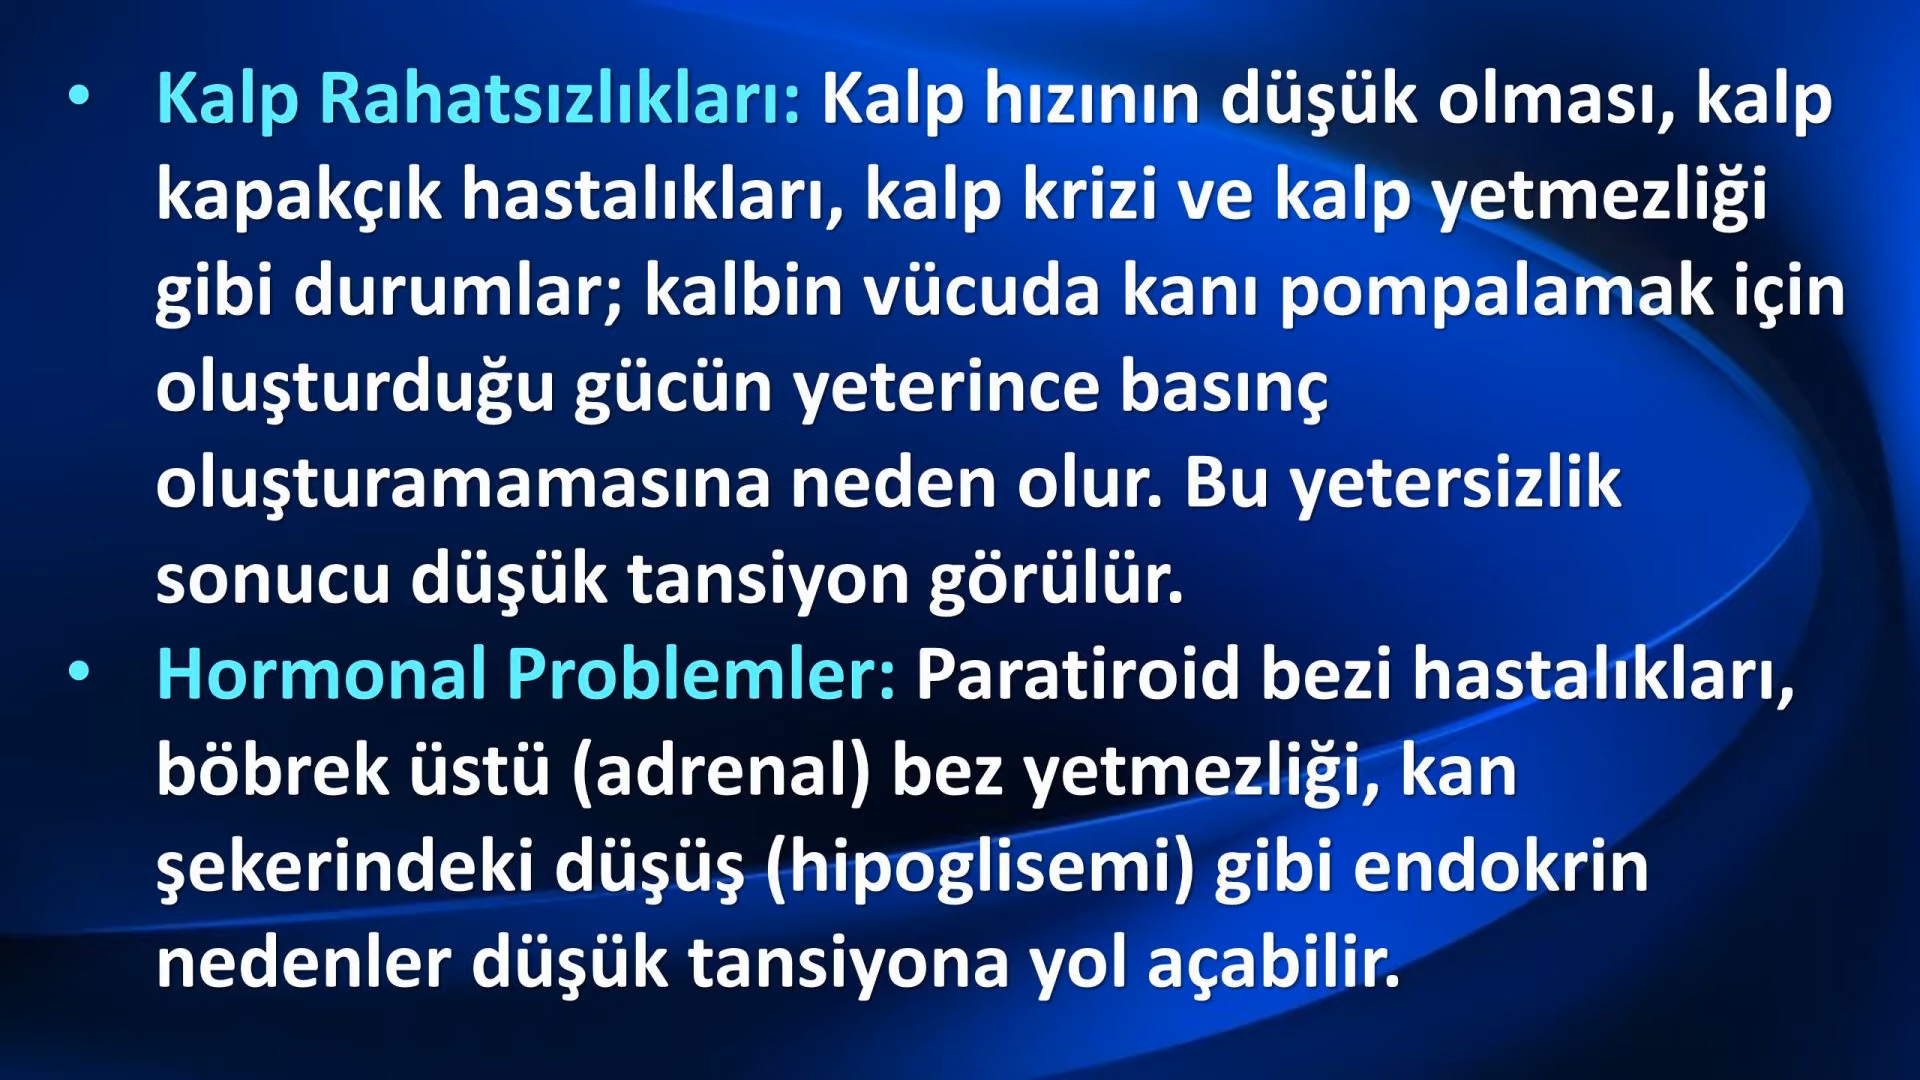 • Kalp Rahatsızlıkları: Kalp hızının düşük olması, kalp
kapakçık hastalıkları, kalp krizi ve kalp yetmezliği
gibi durumlar; kalbin vücuda kanı pompalamak için
oluşturduğu gücün yeterince basınç
oluşturamamasına neden olur. Bu yetersizlik
sonucu düşük tansiyon görülür.
• Hormonal Problemler: Paratiroid bezi hastalıkları,
böbrek üstü (adrenal) bez yetmezliği, kan
şekerindeki düşüş (hipoglisemi) gibi endokrin
nedenler düşük tansiyona yol açabilir.